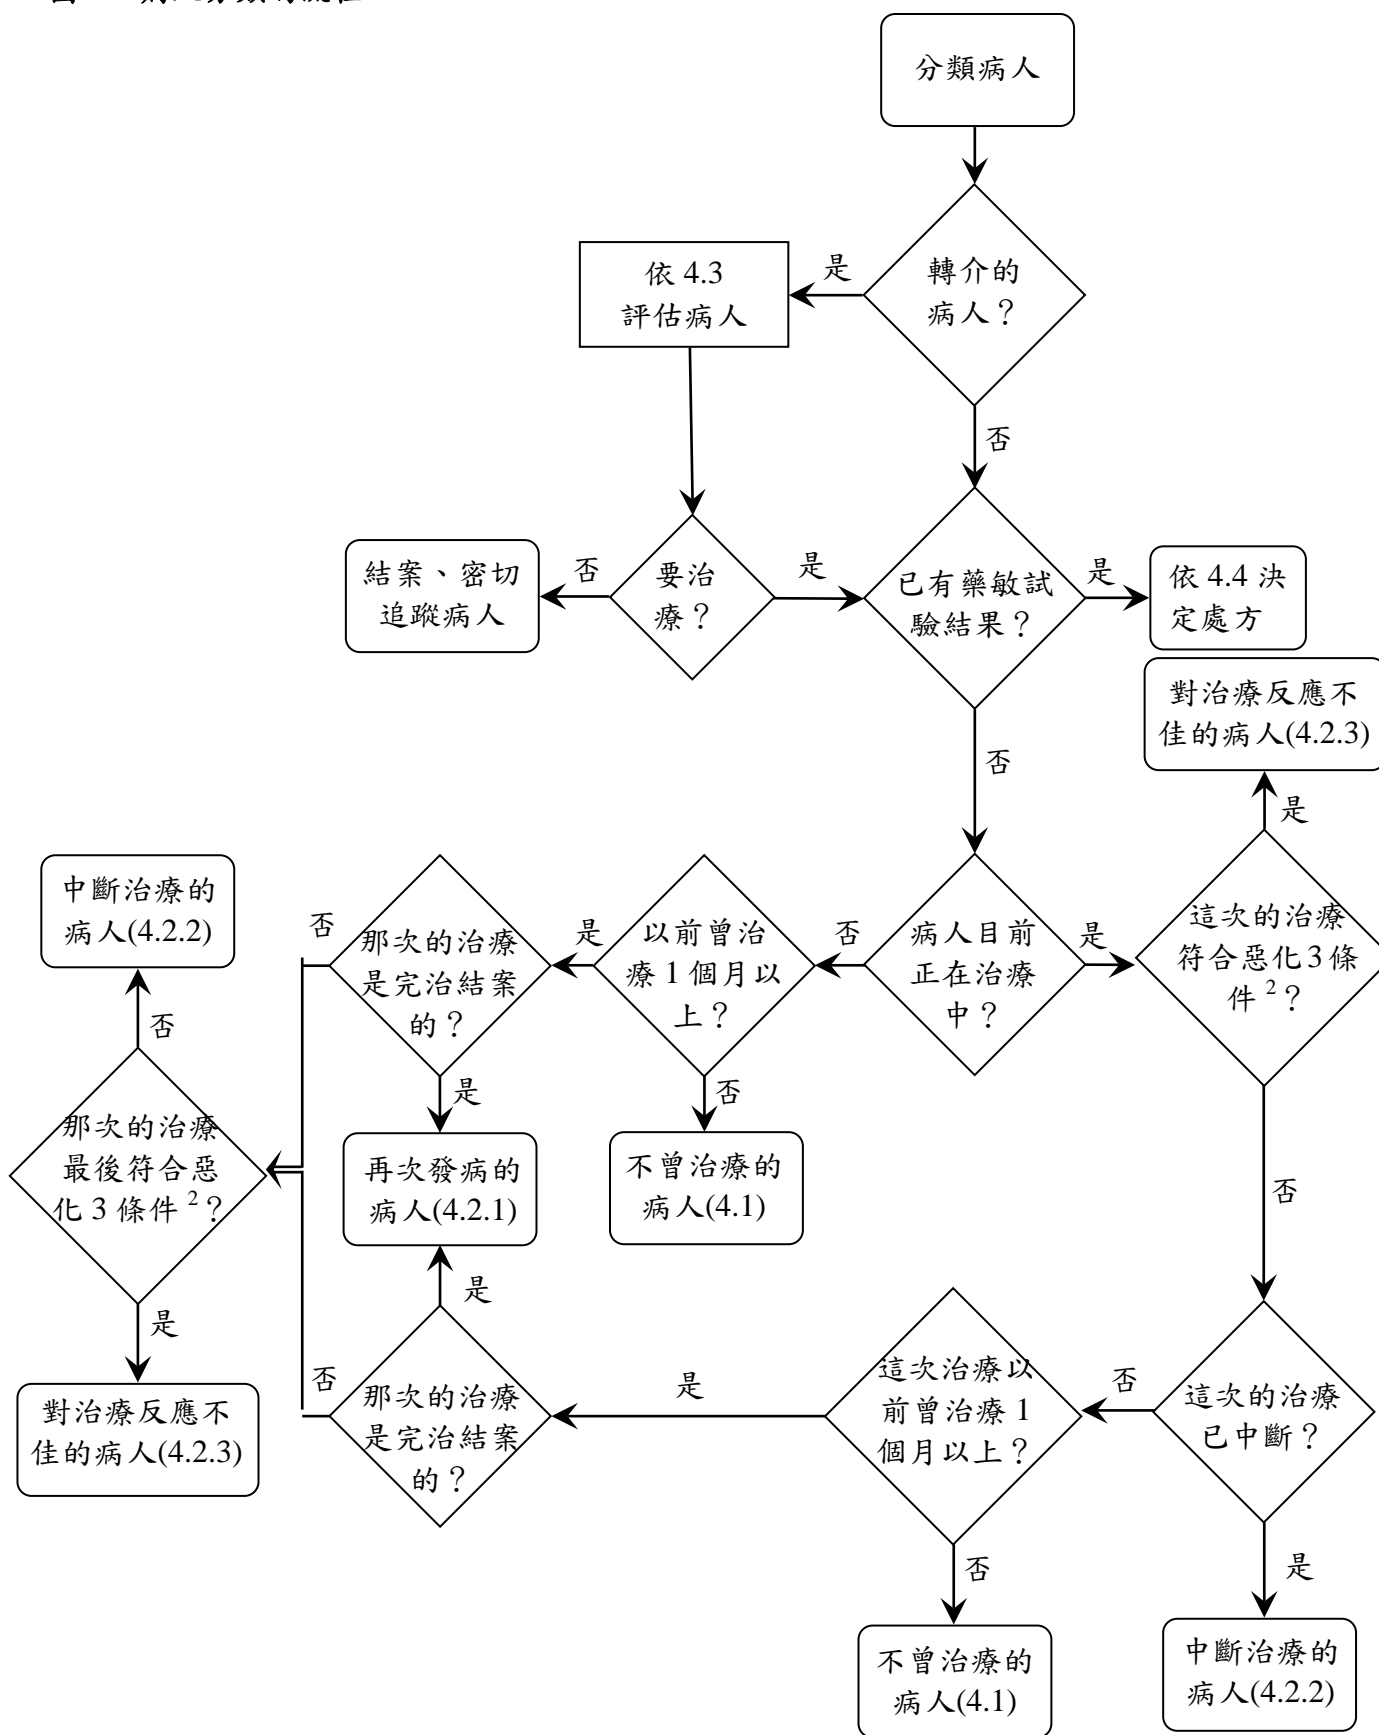 分類病人
轉介的
病人？
是
依 4.3
評估病人
否
要治
療？
否
結案、密切
追蹤病人
是
已有藥敏試
驗結果？
是
依 4.4 決
定處方
否
對治療反應不
佳的病人(4.2.3)
是
這次的治療
符合惡化 3 條
件 2？
是
病人目前
正在治療
中？
否
以前曾治
療 1 個月以
上？
是
那次的治療
是完治結案
的？
否
中斷治療的
病人(4.2.2)
否
那次的治療
最後符合惡
化 3 條件 2？
是
對治療反應不
佳的病人(4.2.3)
是
再次發病的
病人(4.2.1)
否
不曾治療的
病人(4.1)
否
是
那次的治療
是完治結案
的？
否
是
這次治療以
前曾治療 1
個月以上？
否
這次的治療
已中斷？
否
不曾治療的
病人(4.1)
是
中斷治療的
病人(4.2.2)